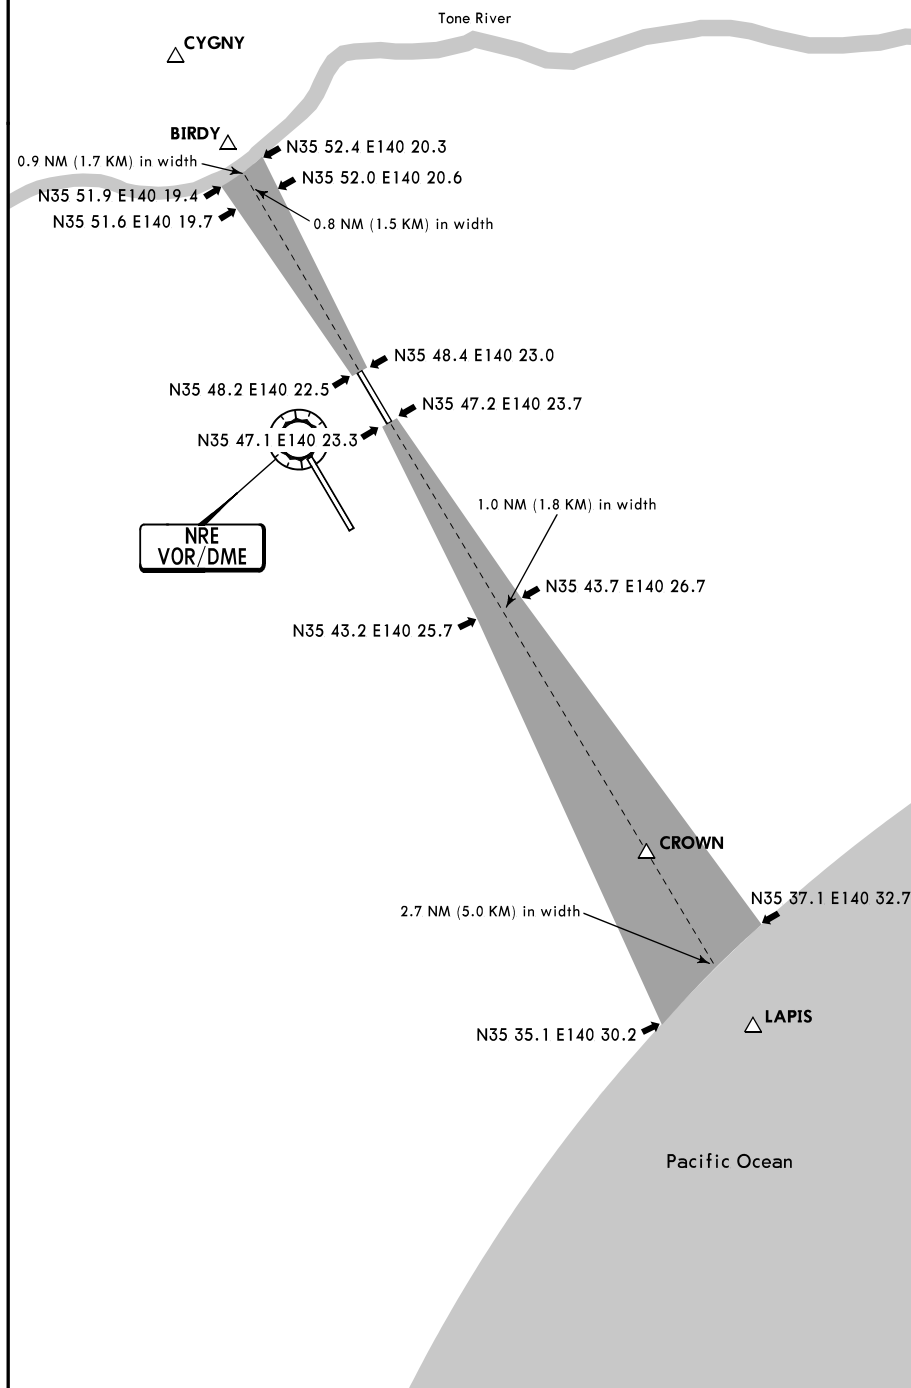 Tone River
CYGNY
BIRDY
N35 52.4 E140 20.3
0.9 NM (1.7 KM) in width
N35 52.0 E140 20.6
N35 51.9 E140 19.4
N35 51.6 E140 19.7
0.8 NM (1.5 KM) in width
N35 48.4 E140 23.0
N35 48.2 E140 22.5
N35 47.2 E140 23.7
N35 47.1 E140 23.3
1.0 NM (1.8 KM) in width
NRE
VOR/DME
N35 43.7 E140 26.7
N35 43.2 E140 25.7
CROWN
N35 37.1 E140 32.7
2.7 NM (5.0 KM) in width
LAPIS
N35 35.1 E140 30.2
Pacific Ocean